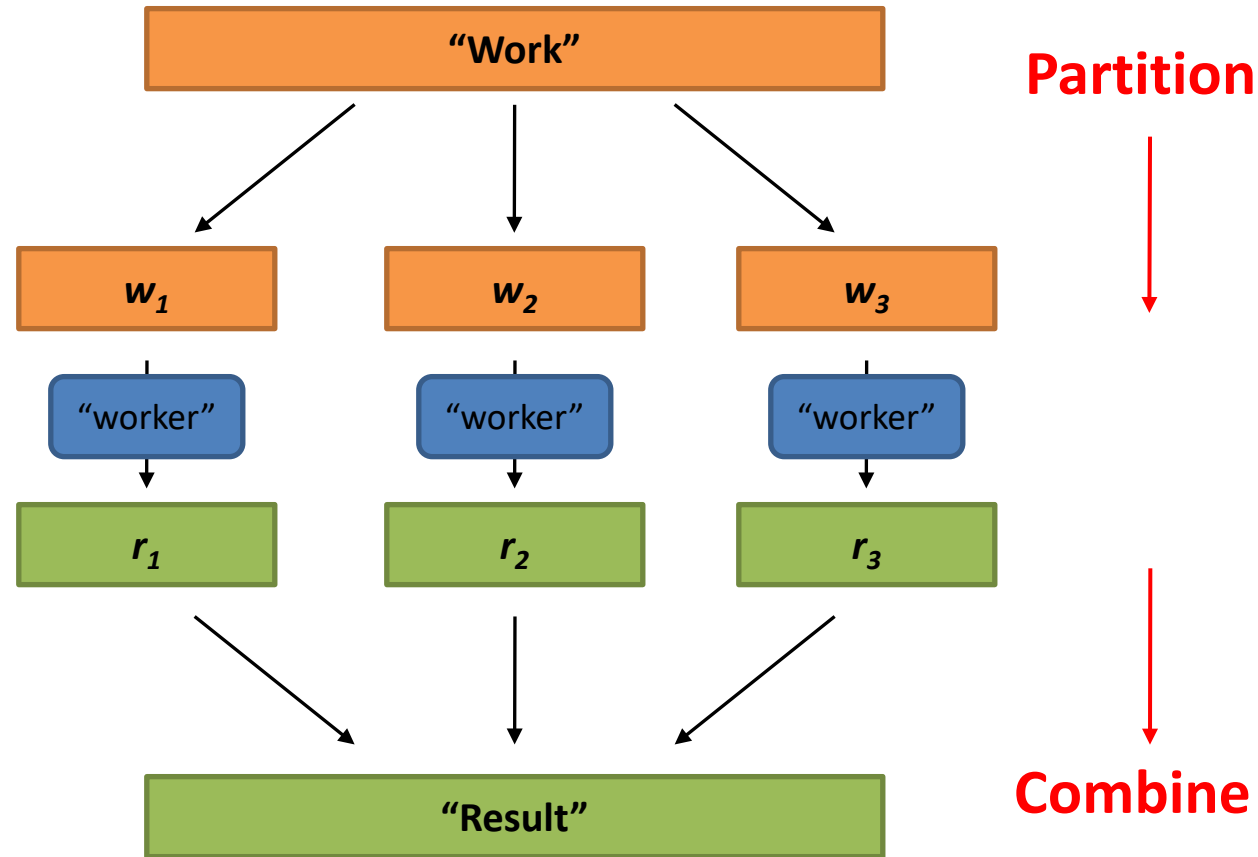 “Work”
Partition
w1 w2 w3
“worker” “worker” “worker”
r1 r2 r3
“Result”
Combine